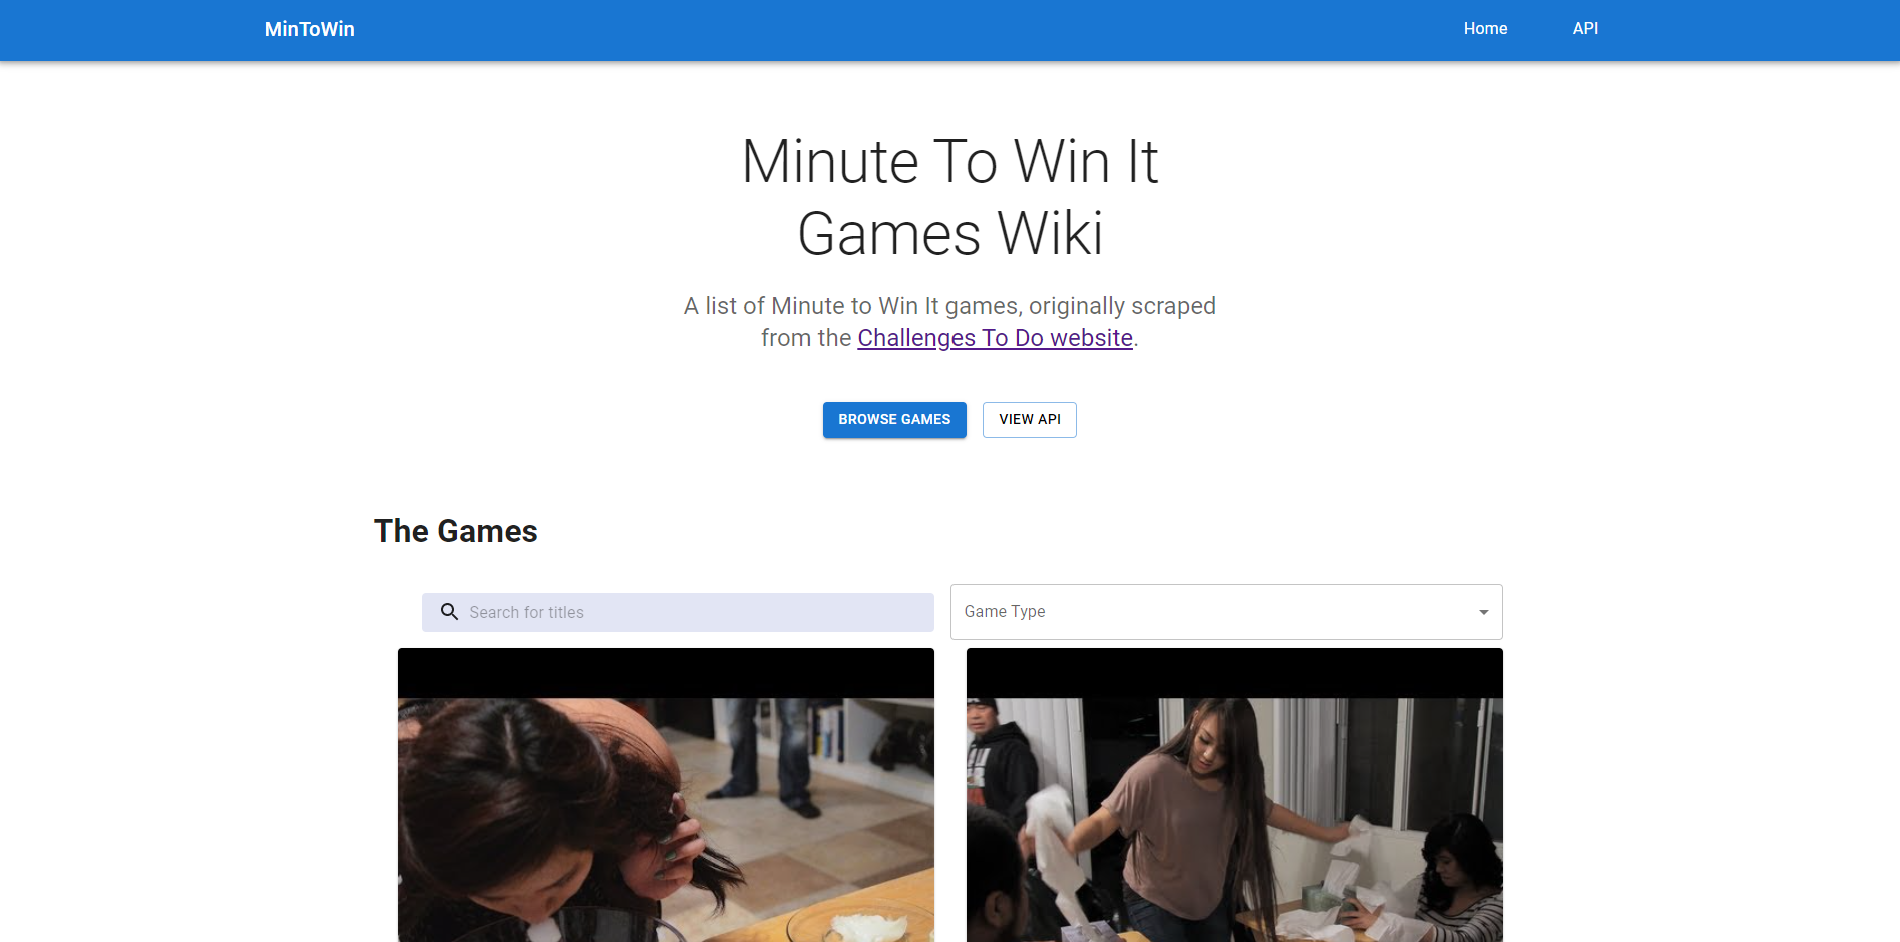 MinToWin
Home
API
Minute To Win It
Games Wiki
A list of Minute to Win It games, originally scraped
from the Challenges To Do website.
BROWSE GAMES
VIEW API
The Games
Search for titles
Game Type